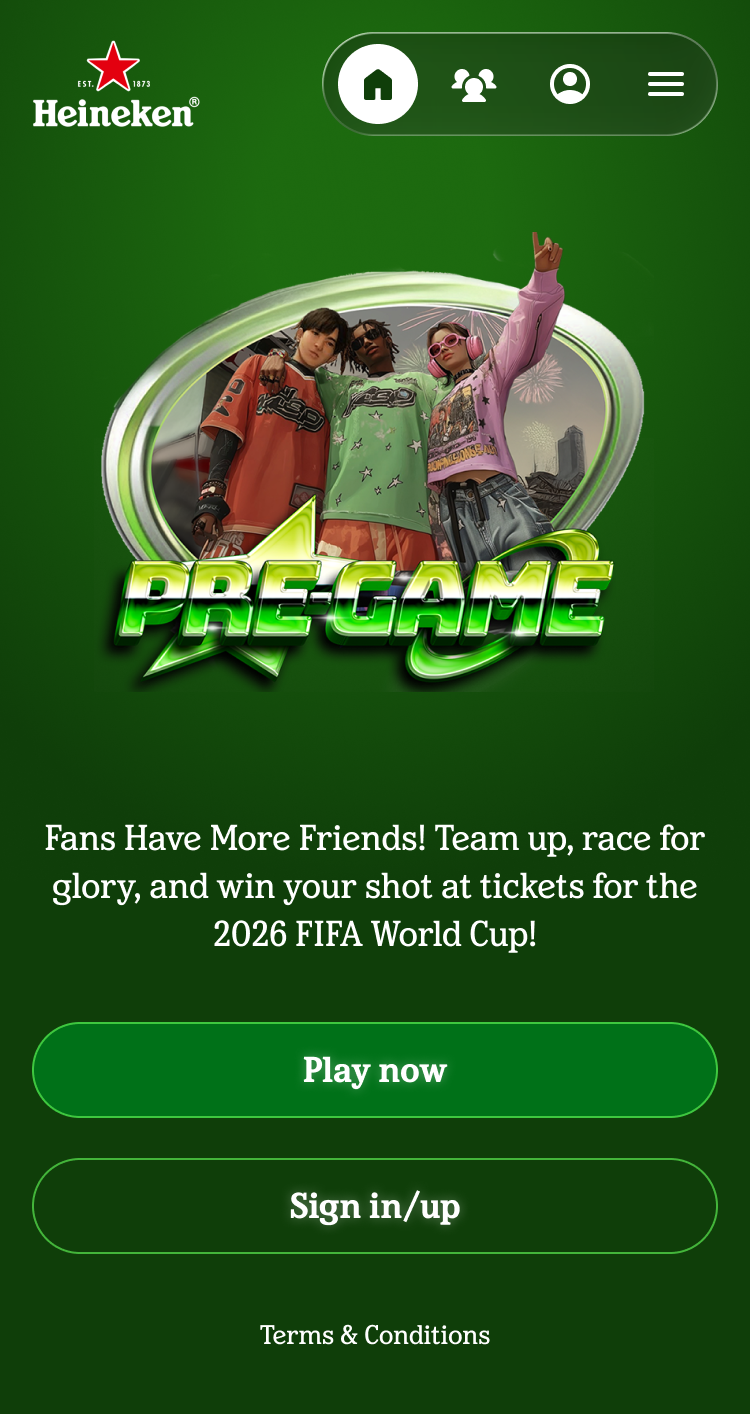 EST. 1873
Heineken®
PRE-GAME
Fans Have More Friends! Team up, race for
glory, and win your shot at tickets for the
2026 FIFA World Cup!
Play now
Sign in/up
Terms & Conditions